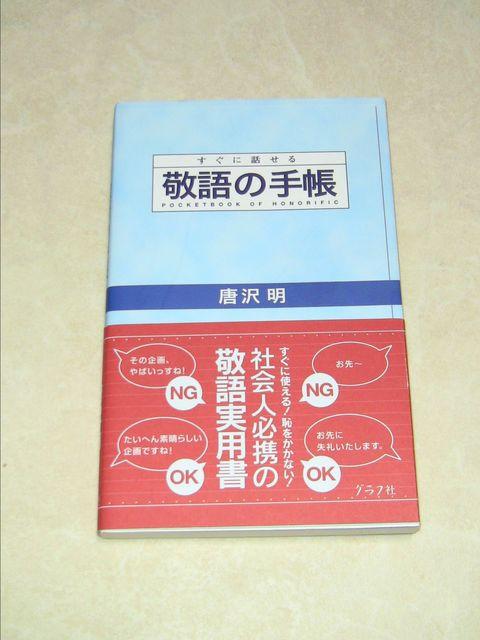 すぐに話せる
敬語の手帳
POCKETBOOK OF HONORIFIC
唐沢 明
すぐに使える!恥をかかない!
社会人必携の
敬語実用書
その企画、
やばいっすね!
NG
たいへん素晴らしい
企画ですね!
OK
お先〜
NG
お先に
失礼いたします。
OK
グラフ社